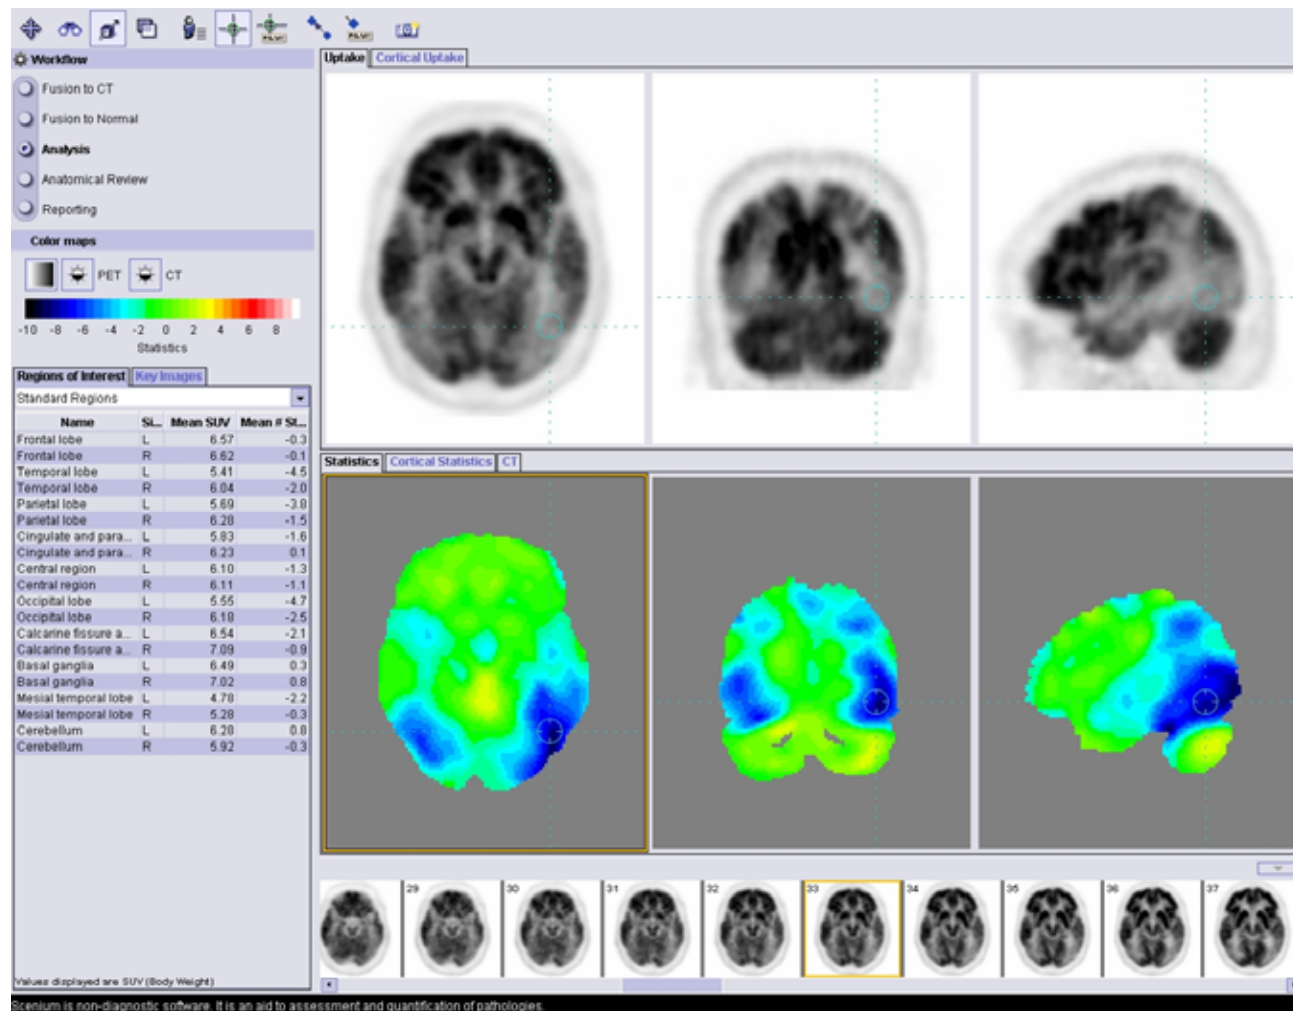 Workflow
Fusion to CT
Fusion to Normal
Analysis
Anatomical Review
Reporting
Color maps
PET CT
-10 -8 -6 -4 -2 0 2 4 6 8
Statistics
Regions of Interest Key Images
Standard Regions
Name Si... Mean SUV Mean # St...
Frontal lobe L 6.57 -0.3
Frontal lobe R 6.62 -0.1
Temporal lobe L 5.41 -4.5
Temporal lobe R 6.04 -2.0
Parietal lobe L 5.69 -3.8
Parietal lobe R 6.28 -1.5
Cingulate and para... L 5.83 -1.6
Cingulate and para... R 6.23 0.1
Central region L 6.10 -1.3
Central region R 6.11 -1.1
Occipital lobe L 5.55 -4.7
Occipital lobe R 6.18 -2.5
Calcarine fissure a... L 6.54 -2.1
Calcarine fissure a... R 7.09 -0.9
Basal ganglia L 6.49 0.3
Basal ganglia R 7.02 0.8
Mesial temporal lobe L 4.78 -2.2
Mesial temporal lobe R 5.28 -0.3
Cerebellum L 6.28 0.8
Cerebellum R 5.92 -0.3
Values displayed are SUV (Body Weight)
Uptake Cortical Uptake
Statistics Cortical Statistics CT
29 30 31 32 33 34 35 36 37
Scenium is non-diagnostic software. It is an aid to assessment and quantification of pathologies.